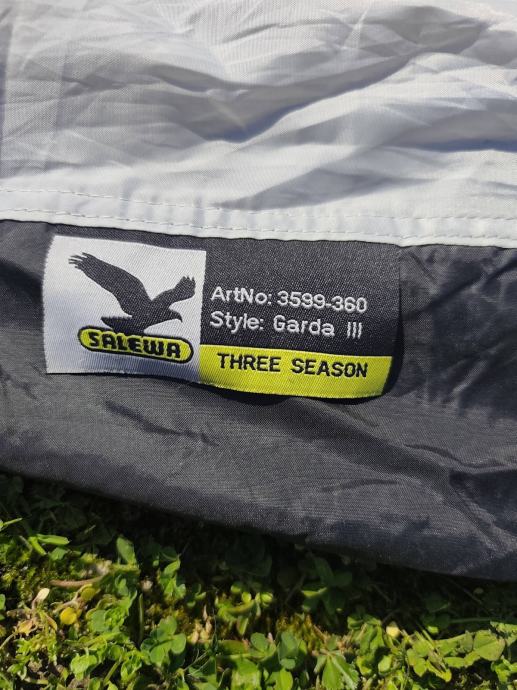 SALEWA
ArtNo: 3599-360
Style: Garda III
THREE SEASON